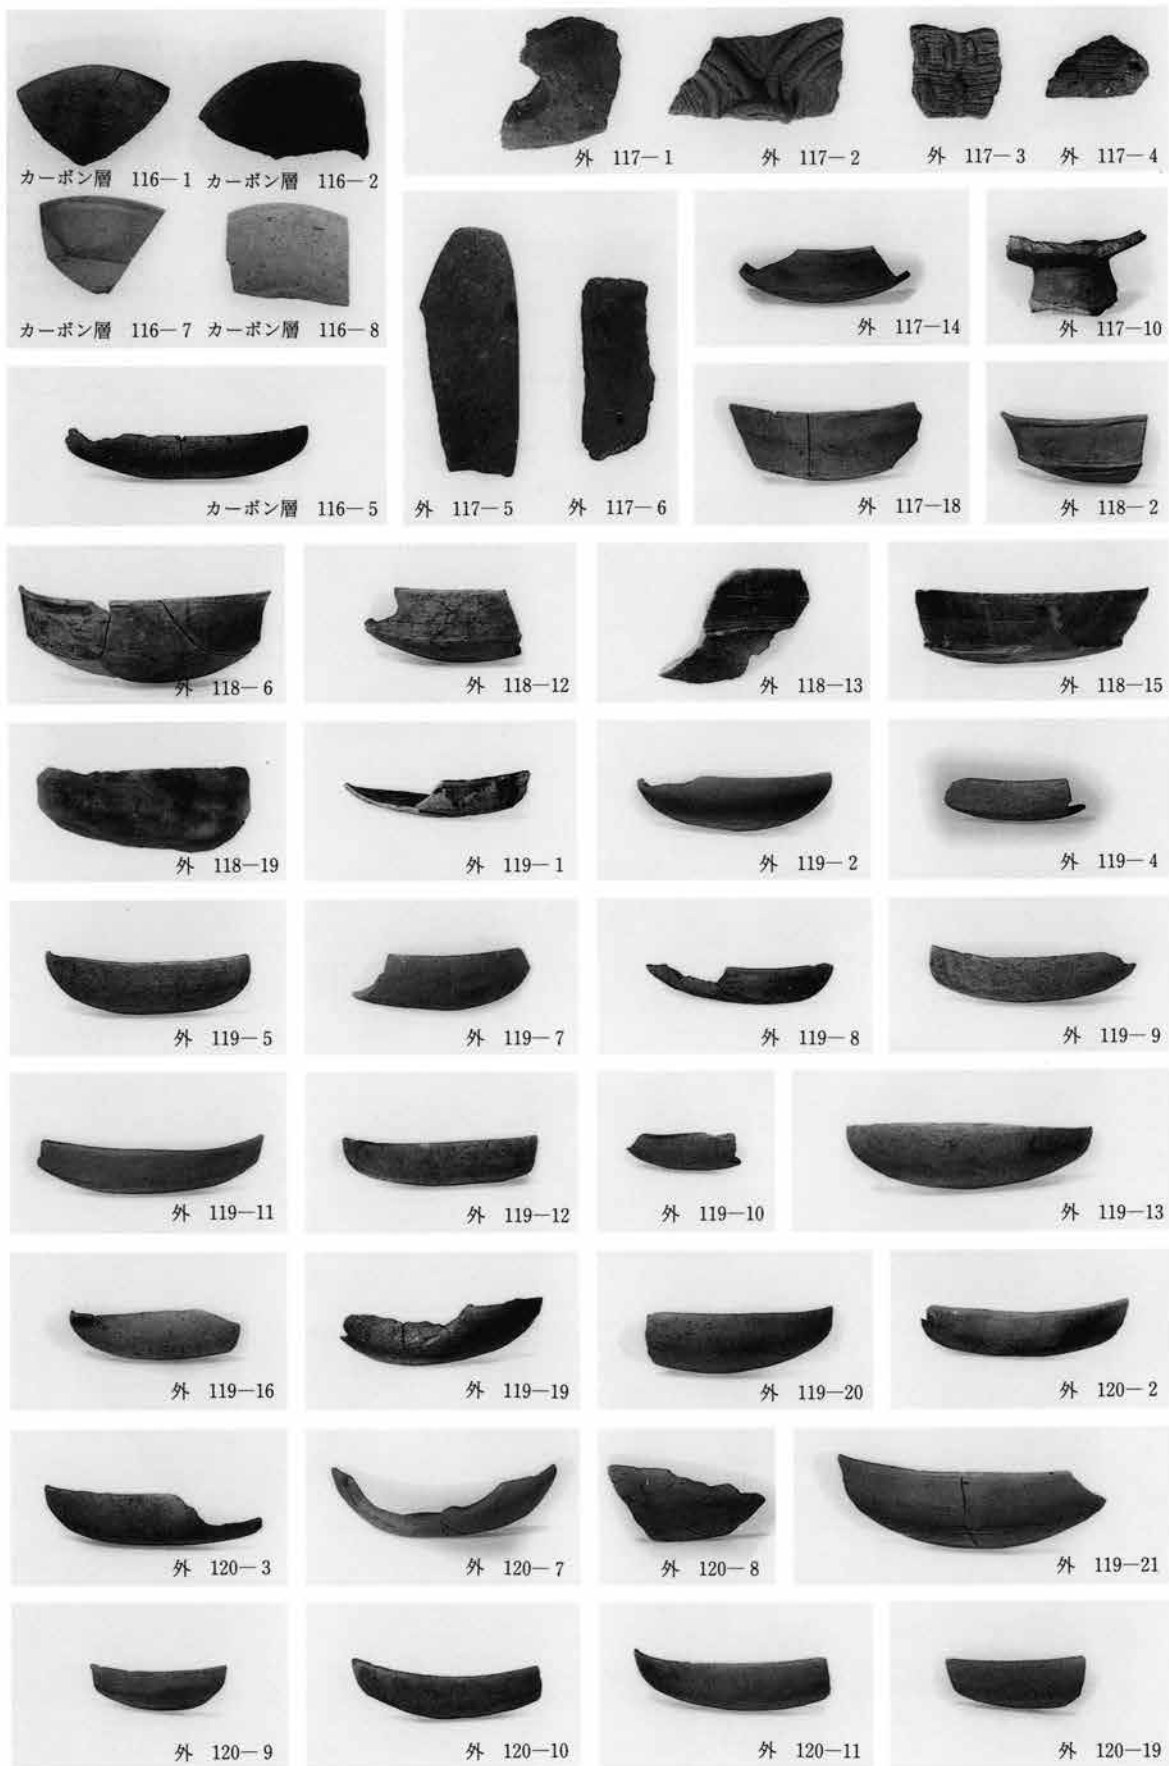 カーボン層 116―1 カーボン層 116―2
カーボン層 116―7 カーボン層 116―8
カーボン層 116―5
外 117―1 外 117―2 外 117―3 外 117―4
外 117―5 外 117―6
外 117―14 外 117―10
外 117―18 外 118―2
外 118―6 外 118―12 外 118―13 外 118―15
外 118―19 外 119―1 外 119―2 外 119―4
外 119―5 外 119―7 外 119―8 外 119―9
外 119―11 外 119―12 外 119―10 外 119―13
外 119―16 外 119―19 外 119―20 外 120―2
外 120―3 外 120―7 外 120―8 外 119―21
外 120―9 外 120―10 外 120―11 外 120―19